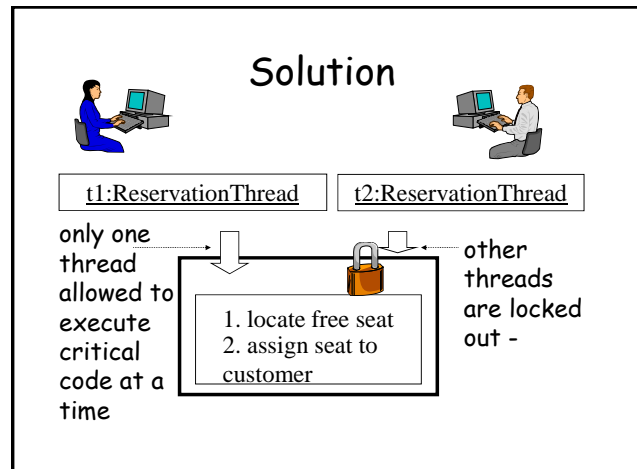 Solution
t1:ReservationThread
t2:ReservationThread
only one
thread
allowed to
execute
critical
code at a
time
other
threads
are locked
out -
1. locate free seat
2. assign seat to
customer